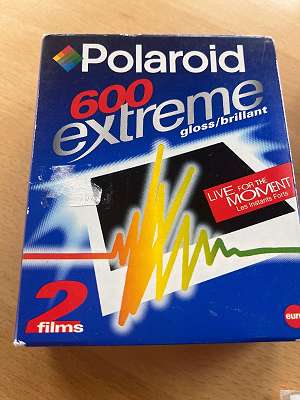 Polaroid
600
extreme
gloss/brillant
LIVE FOR THE
MOMENT
Les Instants Forts
2
films
euro